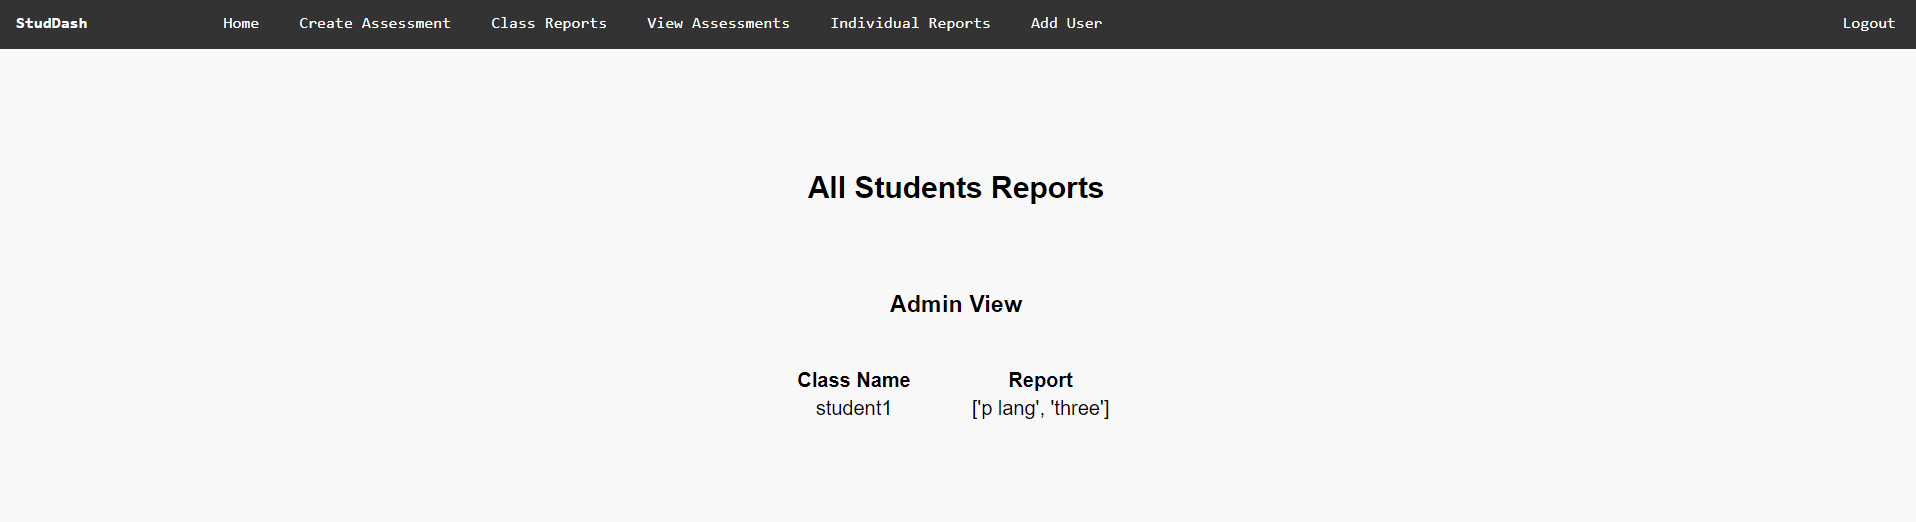 StudDash Home Create Assessment Class Reports View Assessments Individual Reports Add User Logout
All Students Reports
Admin View
Class Name Report
student1 ['p lang', 'three']